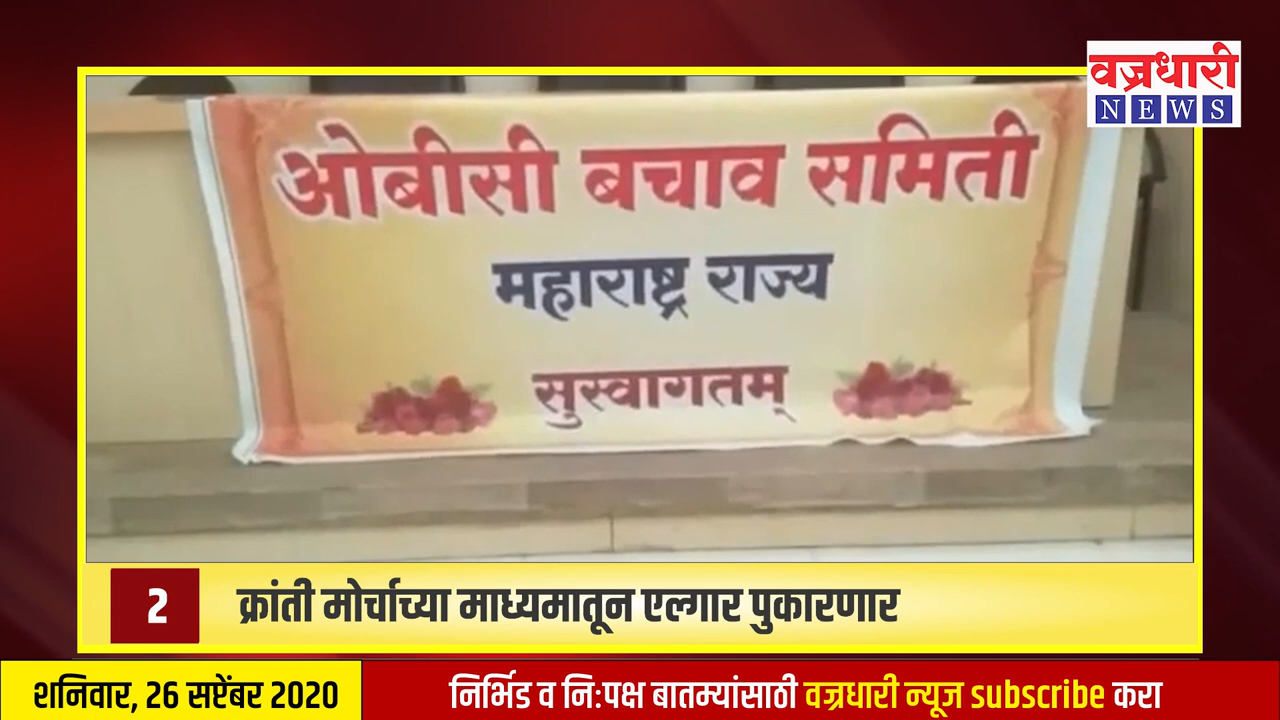 वज्रधारी
NEWS
ओबीसी बचाव समिती
महाराष्ट्र राज्य
सुस्वागतम्
2 क्रांती मोर्चाच्या माध्यमातून एल्गार पुकारणार
शनिवार, 26 सप्टेंबर 2020
निर्भिड व नि:पक्ष बातम्यांसाठी वज्रधारी न्यूज subscribe करा